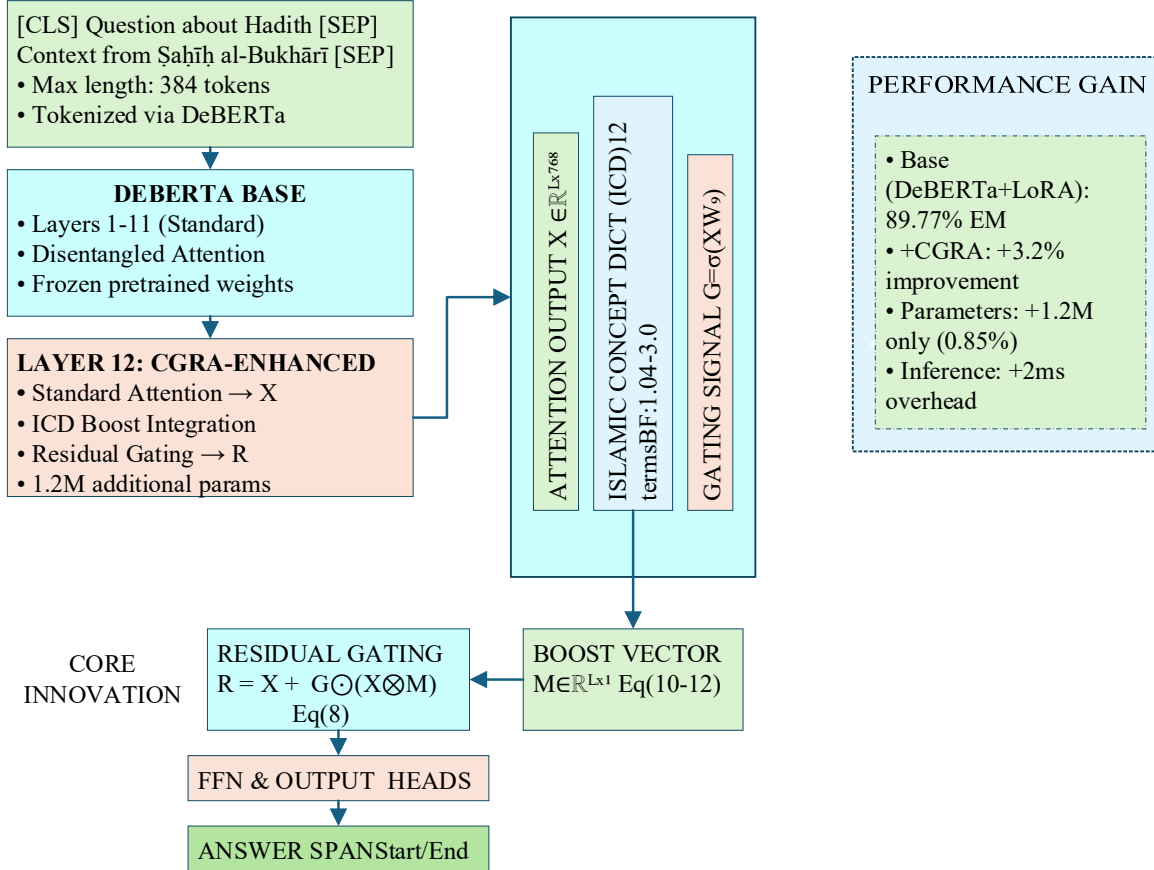 [CLS] Question about Hadith [SEP]
Context from Ṣaḥīḥ al-Bukhārī [SEP]
• Max length: 384 tokens
• Tokenized via DeBERTa
DEBERTA BASE
• Layers 1-11 (Standard)
• Disentangled Attention
• Frozen pretrained weights
LAYER 12: CGRA-ENHANCED
• Standard Attention → X
• ICD Boost Integration
• Residual Gating → R
• 1.2M additional params
ATTENTION OUTPUT X ∈ℝᴸˣ⁷⁶⁸
ISLAMIC CONCEPT DICT (ICD)12
termsBF:1.04-3.0
GATING SIGNAL G=σ(XW₉)
PERFORMANCE GAIN
• Base
(DeBERTa+LoRA):
89.77% EM
• +CGRA: +3.2%
improvement
• Parameters: +1.2M
only (0.85%)
• Inference: +2ms
overhead
BOOST VECTOR
M∈ℝᴸˣ¹ Eq(10-12)
CORE
INNOVATION
RESIDUAL GATING
R = X + G⊙(X⊗M)
Eq(8)
FFN & OUTPUT HEADS
ANSWER SPANStart/End